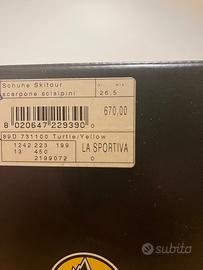 Schuhe Skitour
scarpone scialpini
26.5
670,00
8 020647 229390 0
89D 731100 Turtle/Yellow
1242 223 199
13 450
2199072
0
LA SPORTIVA
subito